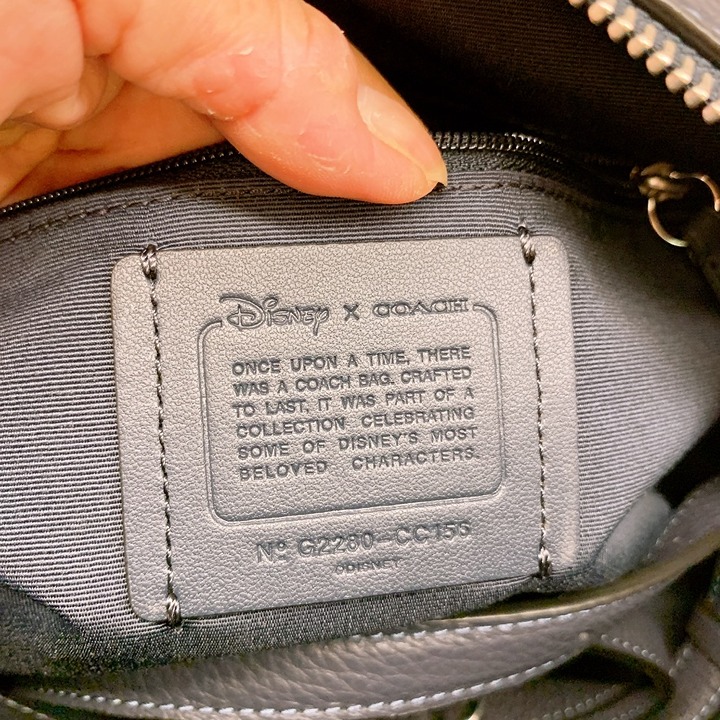 Disney x COACH
ONCE UPON A TIME, THERE
WAS A COACH BAG. CRAFTED
TO LAST, IT WAS PART OF A
COLLECTION CELEBRATING
SOME OF DISNEY'S MOST
BELOVED CHARACTERS.
Nº G2280-CC156
©DISNEY